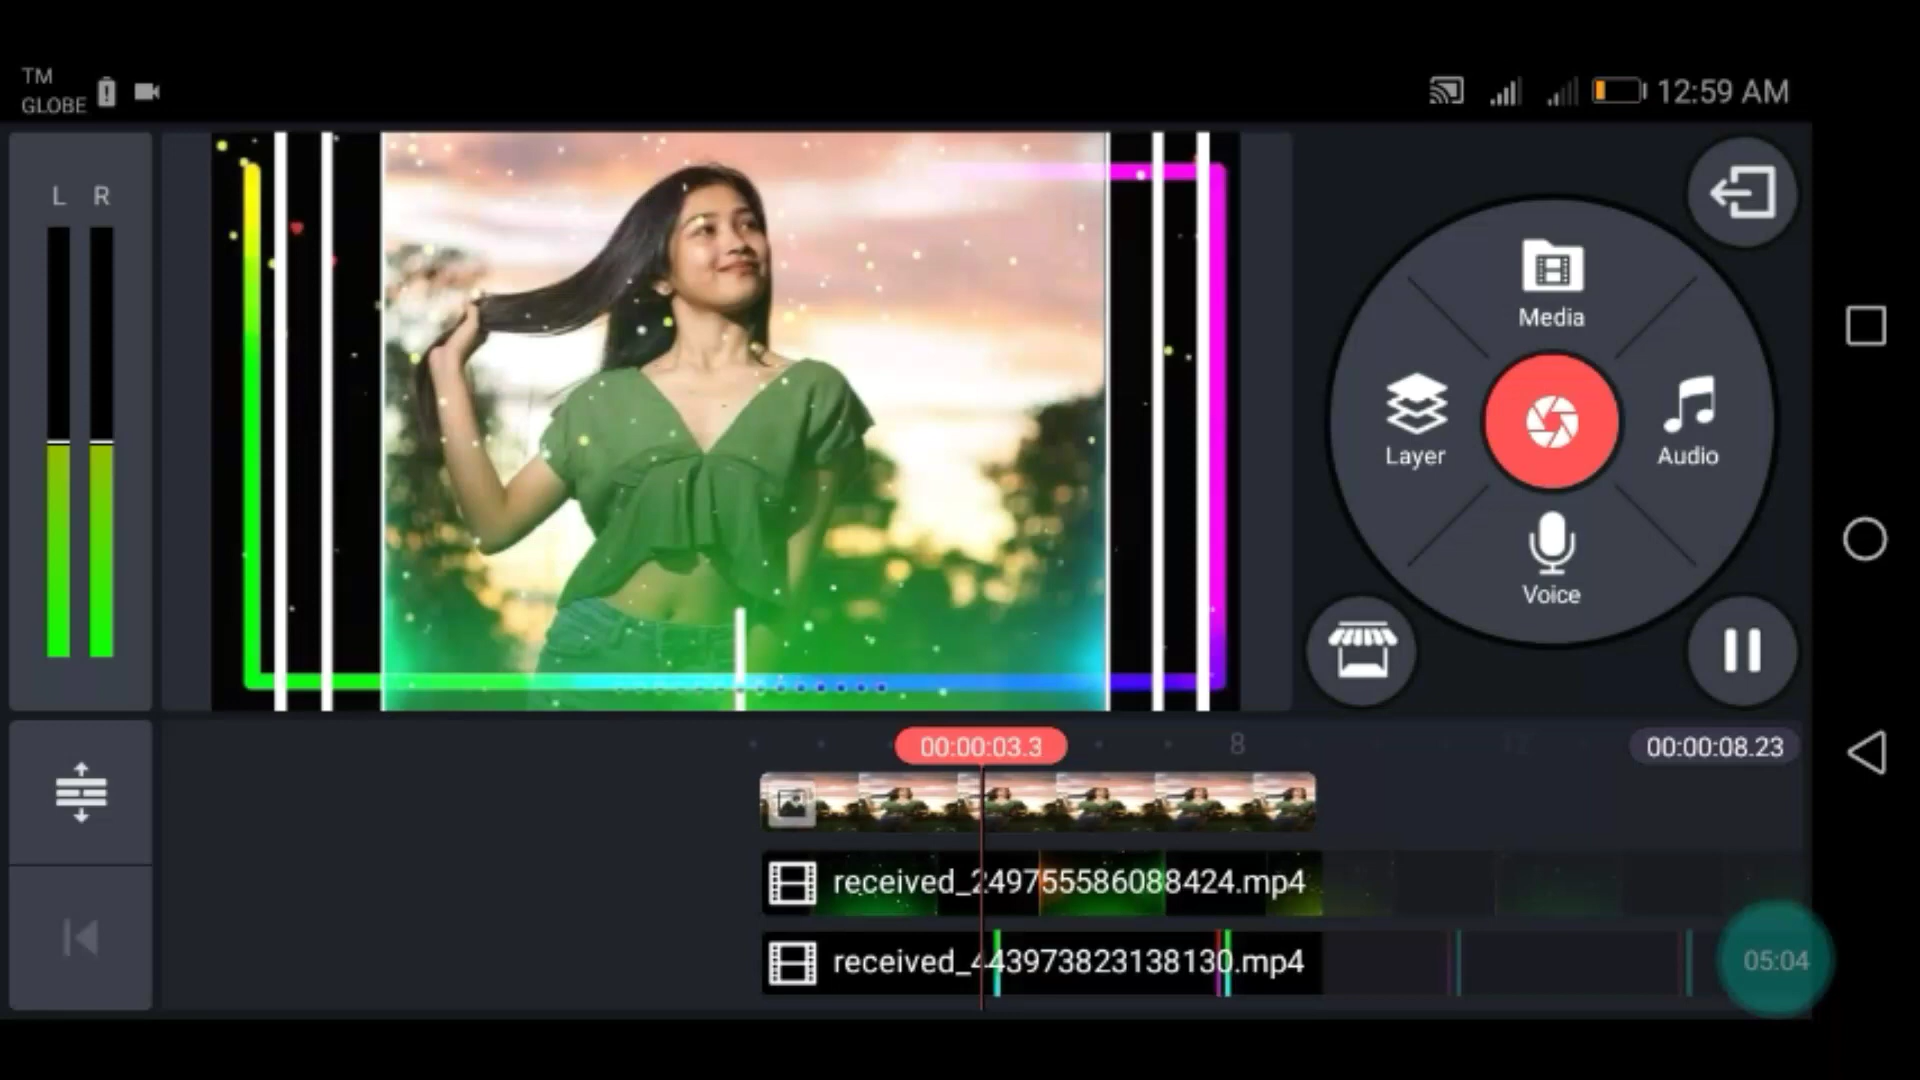 TM
GLOBE
12:59 AM
L R
Media
Layer
Audio
Voice
00:00:03.3
8
00:00:08.23
received_249755586088424.mp4
received_443973823138130.mp4
05:04